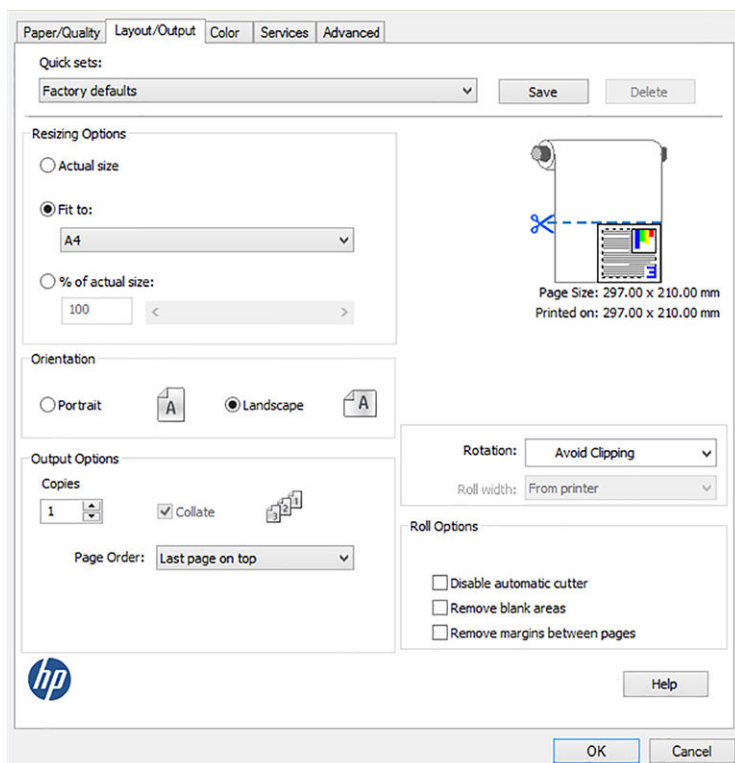 Paper/Quality Layout/Output Color Services Advanced
Quick sets:
Factory defaults
Save
Delete
Resizing Options
Actual size
Fit to:
A4
% of actual size:
100
Page Size: 297.00 x 210.00 mm
Printed on: 297.00 x 210.00 mm
Orientation
Portrait
A
Landscape
A
Rotation: Avoid Clipping
Roll width: From printer
Output Options
Copies
1
Collate
3 2 1
Page Order: Last page on top
Roll Options
Disable automatic cutter
Remove blank areas
Remove margins between pages
hp
Help
OK
Cancel